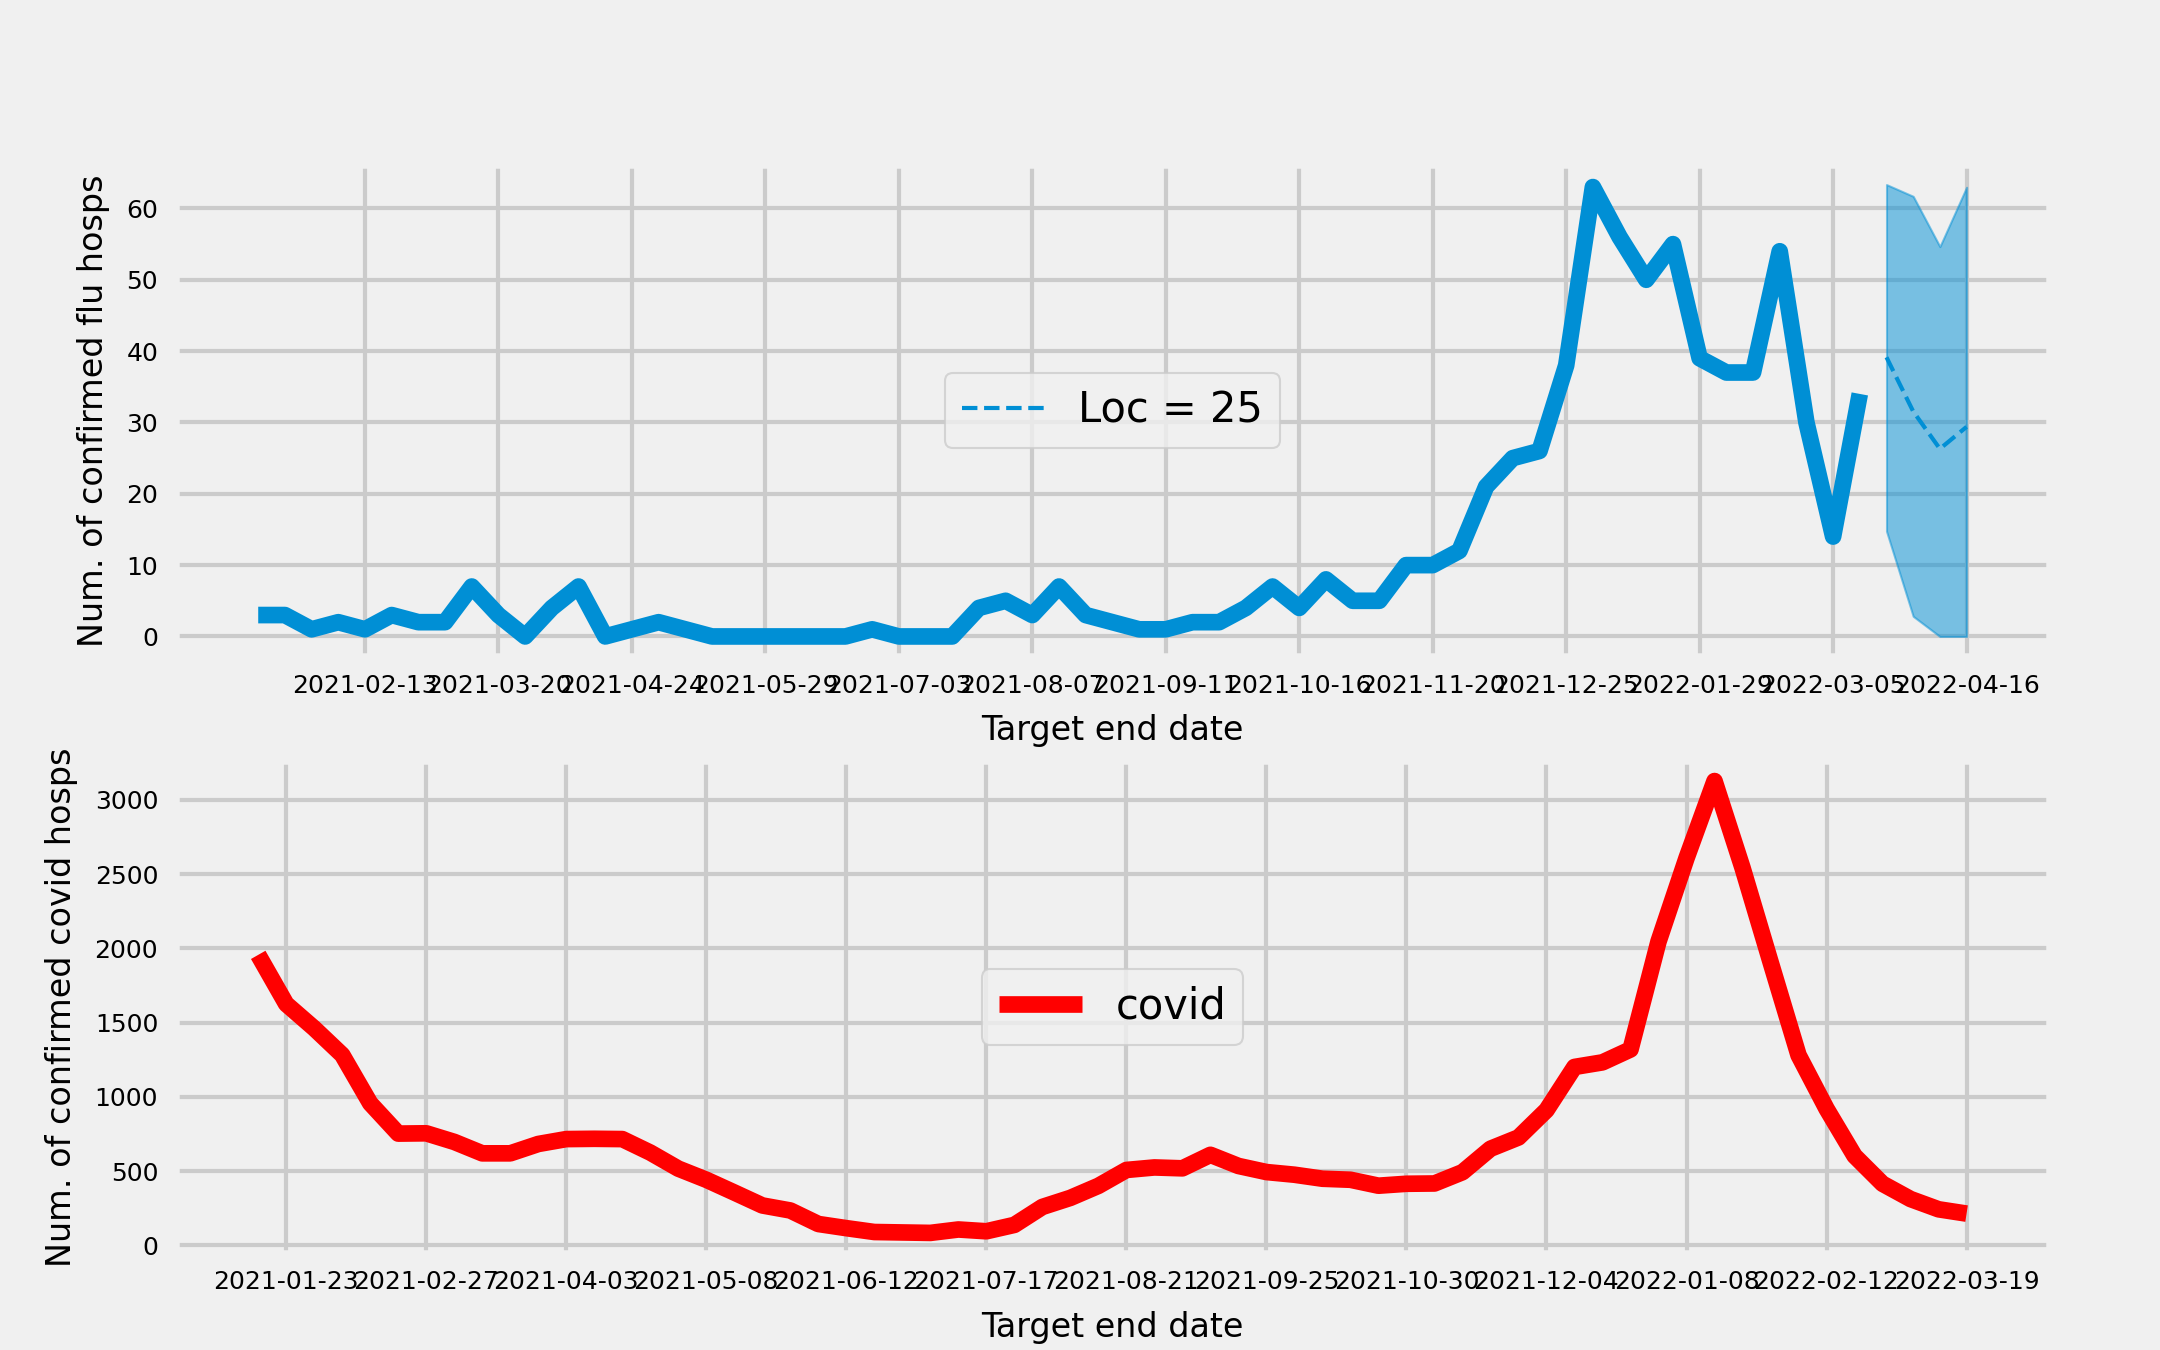 Num. of confirmed flu hosps
60
50
40
30
20
10
0
Loc = 25
2021-02-13 2021-03-20 2021-04-24 2021-05-29 2021-07-03 2021-08-07 2021-09-11 2021-10-16 2021-11-20 2021-12-25 2022-01-29 2022-03-05 2022-04-16
Target end date
Num. of confirmed covid hosps
3000
2500
2000
1500
1000
500
0
covid
2021-01-23 2021-02-27 2021-04-03 2021-05-08 2021-06-12 2021-07-17 2021-08-21 2021-09-25 2021-10-30 2021-12-04 2022-01-08 2022-02-12 2022-03-19
Target end date